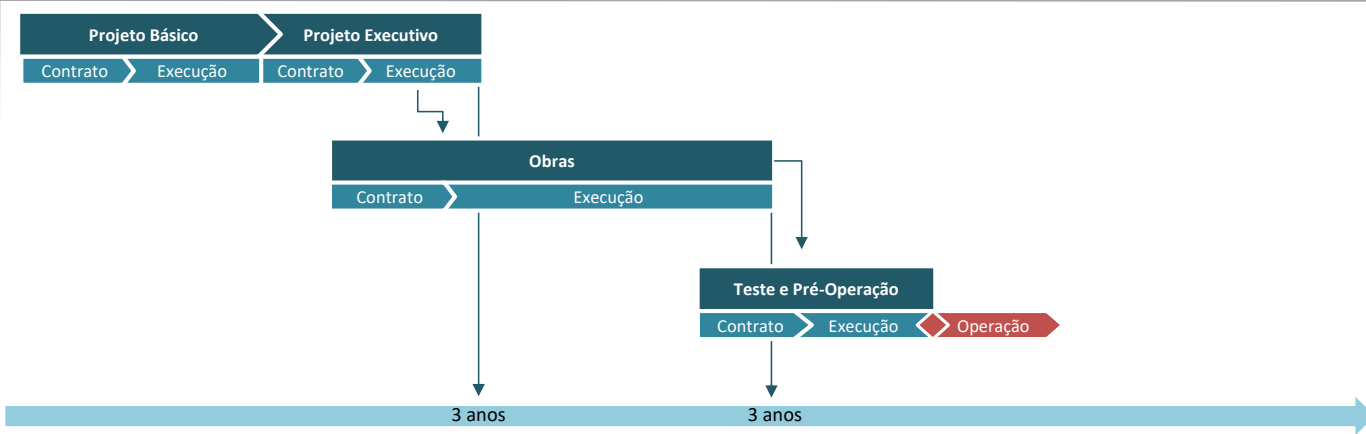 Projeto Básico Projeto Executivo
Contrato Execução Contrato Execução
Obras
Contrato Execução
Teste e Pré-Operação
Contrato Execução Operação
3 anos 3 anos